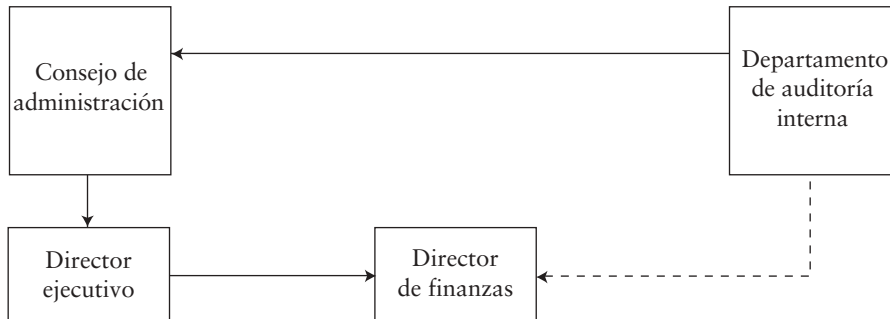 Consejo de
administración
Departamento
de auditoría
interna
Director
ejecutivo
Director
de finanzas